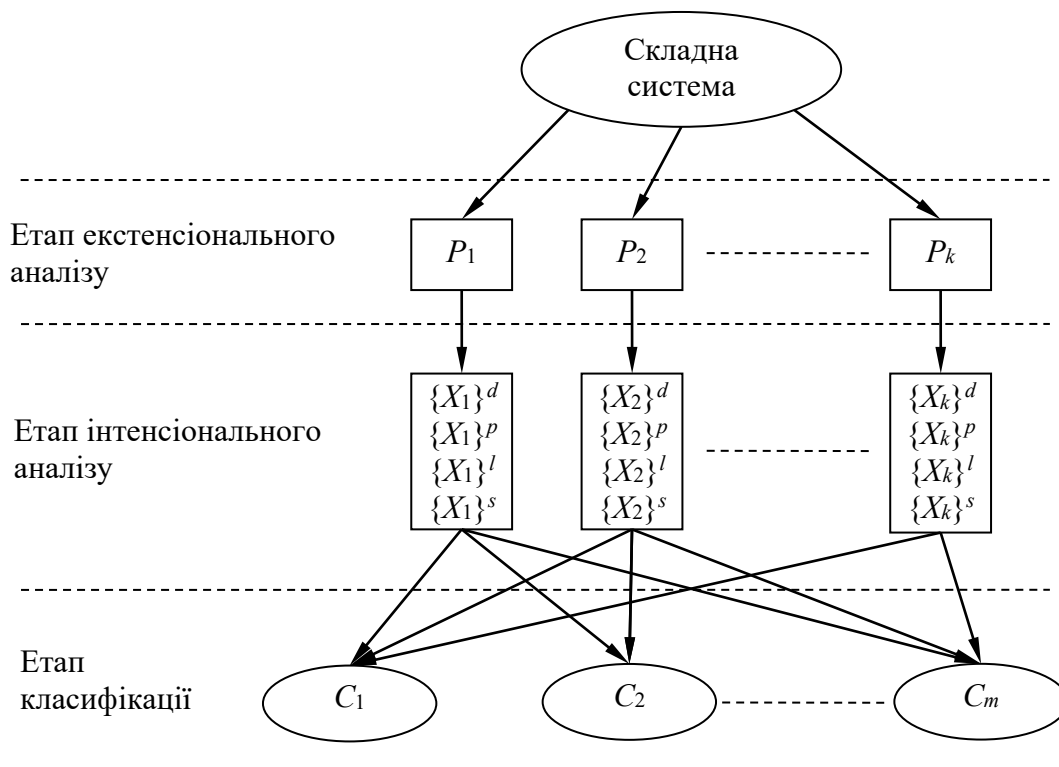 Складна
система
Етап екстенсіонального
аналізу
P1
P2
Pk
Етап інтенсіонального
аналізу
{X1}^d
{X1}^p
{X1}^l
{X1}^s
{X2}^d
{X2}^p
{X2}^l
{X2}^s
{Xk}^d
{Xk}^p
{Xk}^l
{Xk}^s
Етап
класифікації
C1
C2
Cm